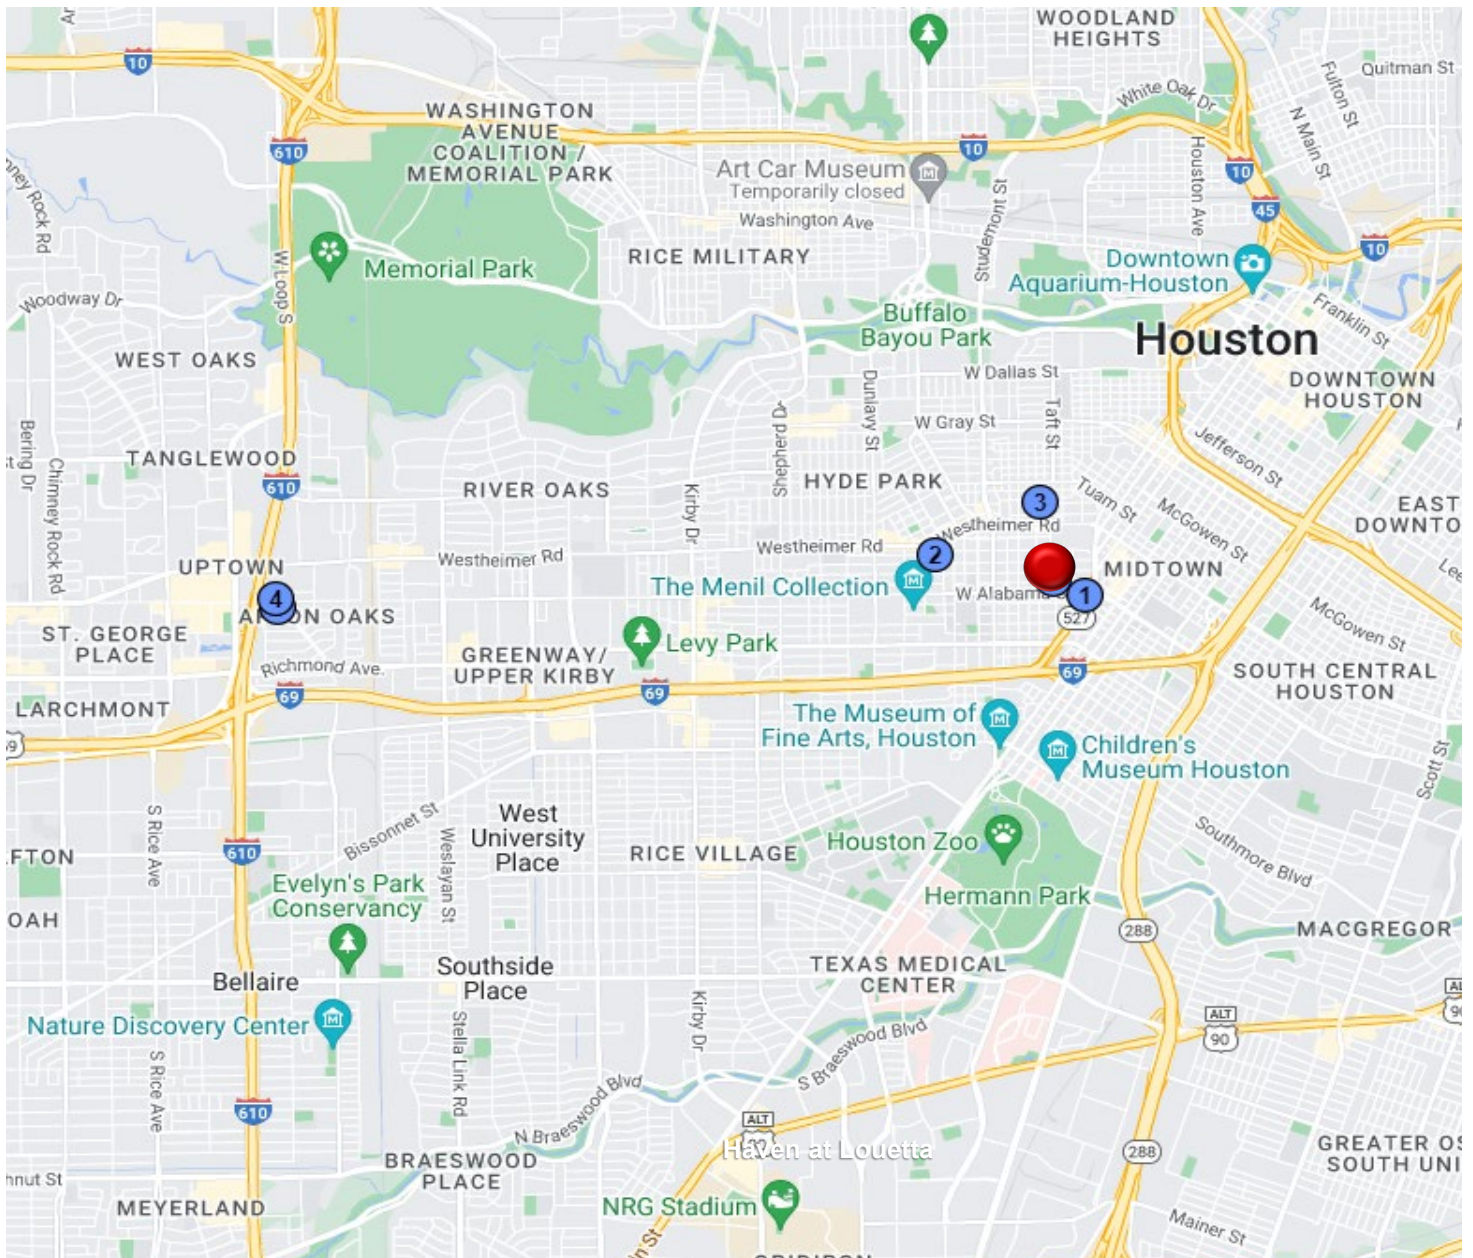 WOODLAND
HEIGHTS
Quitman St
Fulton St
N Main St
White Oak Dr
Houston Ave
10
WASHINGTON
AVENUE
COALITION /
MEMORIAL PARK
610
10
10
45
10
Art Car Museum
Temporarily closed
Studemont St
Washington Ave
RICE MILITARY
Memorial Park
W Loop S
Woodway Dr
Downtown
Aquarium-Houston
Franklin St
Buffalo
Bayou Park
Houston
WEST OAKS
W Dallas St
DOWNTOWN
HOUSTON
Dunlavy St
Taft St
Shepherd Dr
W Gray St
Jefferson St
Bering Dr
Chimney Rock Rd
TANGLEWOOD
610
RIVER OAKS
Kirby Dr
HYDE PARK
Tuam St
McGowen St
3
Westheimer Rd
Westheimer Rd
Westheimer Rd
2
UPTOWN
MIDTOWN
The Menil Collection
W Alabama
1
527
4
OAKS
McGowen St
ST. GEORGE
PLACE
Levy Park
Richmond Ave.
GREENWAY/
UPPER KIRBY
69
69
69
SOUTH CENTRAL
HOUSTON
LARCHMONT
The Museum of
Fine Arts, Houston
Children's
Museum Houston
Scott St
S Rice Ave
Bissonnet St
Weslayan St
West
University
Place
610
RICE VILLAGE
Houston Zoo
Southmore Blvd
Evelyn's Park
Conservancy
Hermann Park
288
MACGREGOR
Bellaire
Southside
Place
TEXAS MEDICAL
CENTER
Nature Discovery Center
Stella Link Rd
Kirby Dr
S Braeswood Blvd
ALT
90
S Rice Ave
610
N Braeswood Blvd
ALT
Haven at Louetta
288
BRAESWOOD
PLACE
MEYERLAND
NRG Stadium
Mainer St